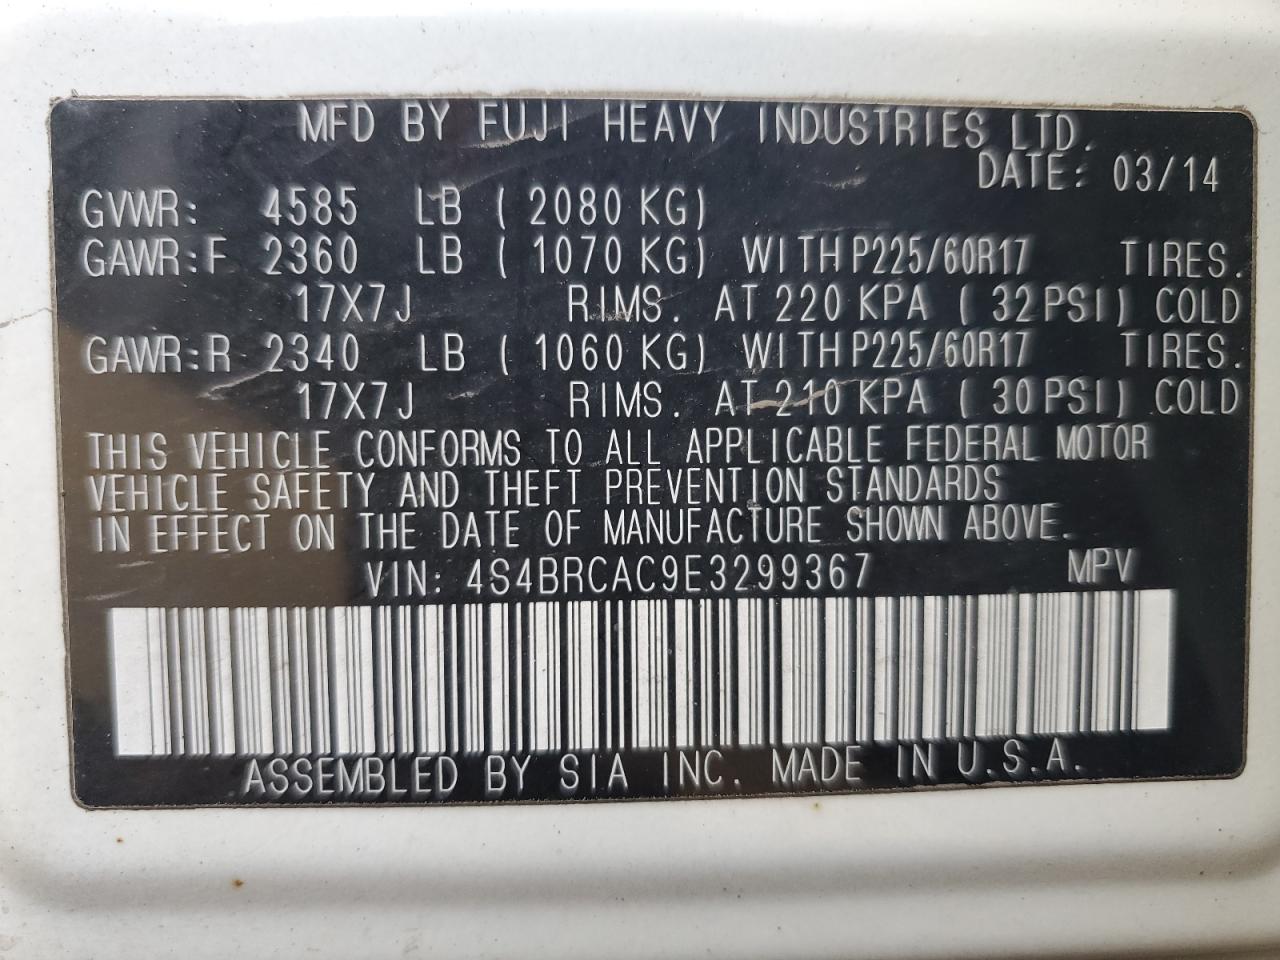 MFD BY FUJI HEAVY INDUSTRIES LTD.
DATE: 03/14
GVWR: 4585 LB (2080 KG)
GAWR:F 2360 LB (1070 KG) WITH P225/60R17 TIRES.
17X7J RIMS. AT 220 KPA (32 PSI) COLD
GAWR:R 2340 LB (1060 KG) WITH P225/60R17 TIRES.
17X7J RIMS. AT 210 KPA (30 PSI) COLD
THIS VEHICLE CONFORMS TO ALL APPLICABLE FEDERAL MOTOR
VEHICLE SAFETY AND THEFT PREVENTION STANDARDS
IN EFFECT ON THE DATE OF MANUFACTURE SHOWN ABOVE.
VIN: 4S4BRCAC9E3299367 MPV
ASSEMBLED BY SIA INC. MADE IN U.S.A.